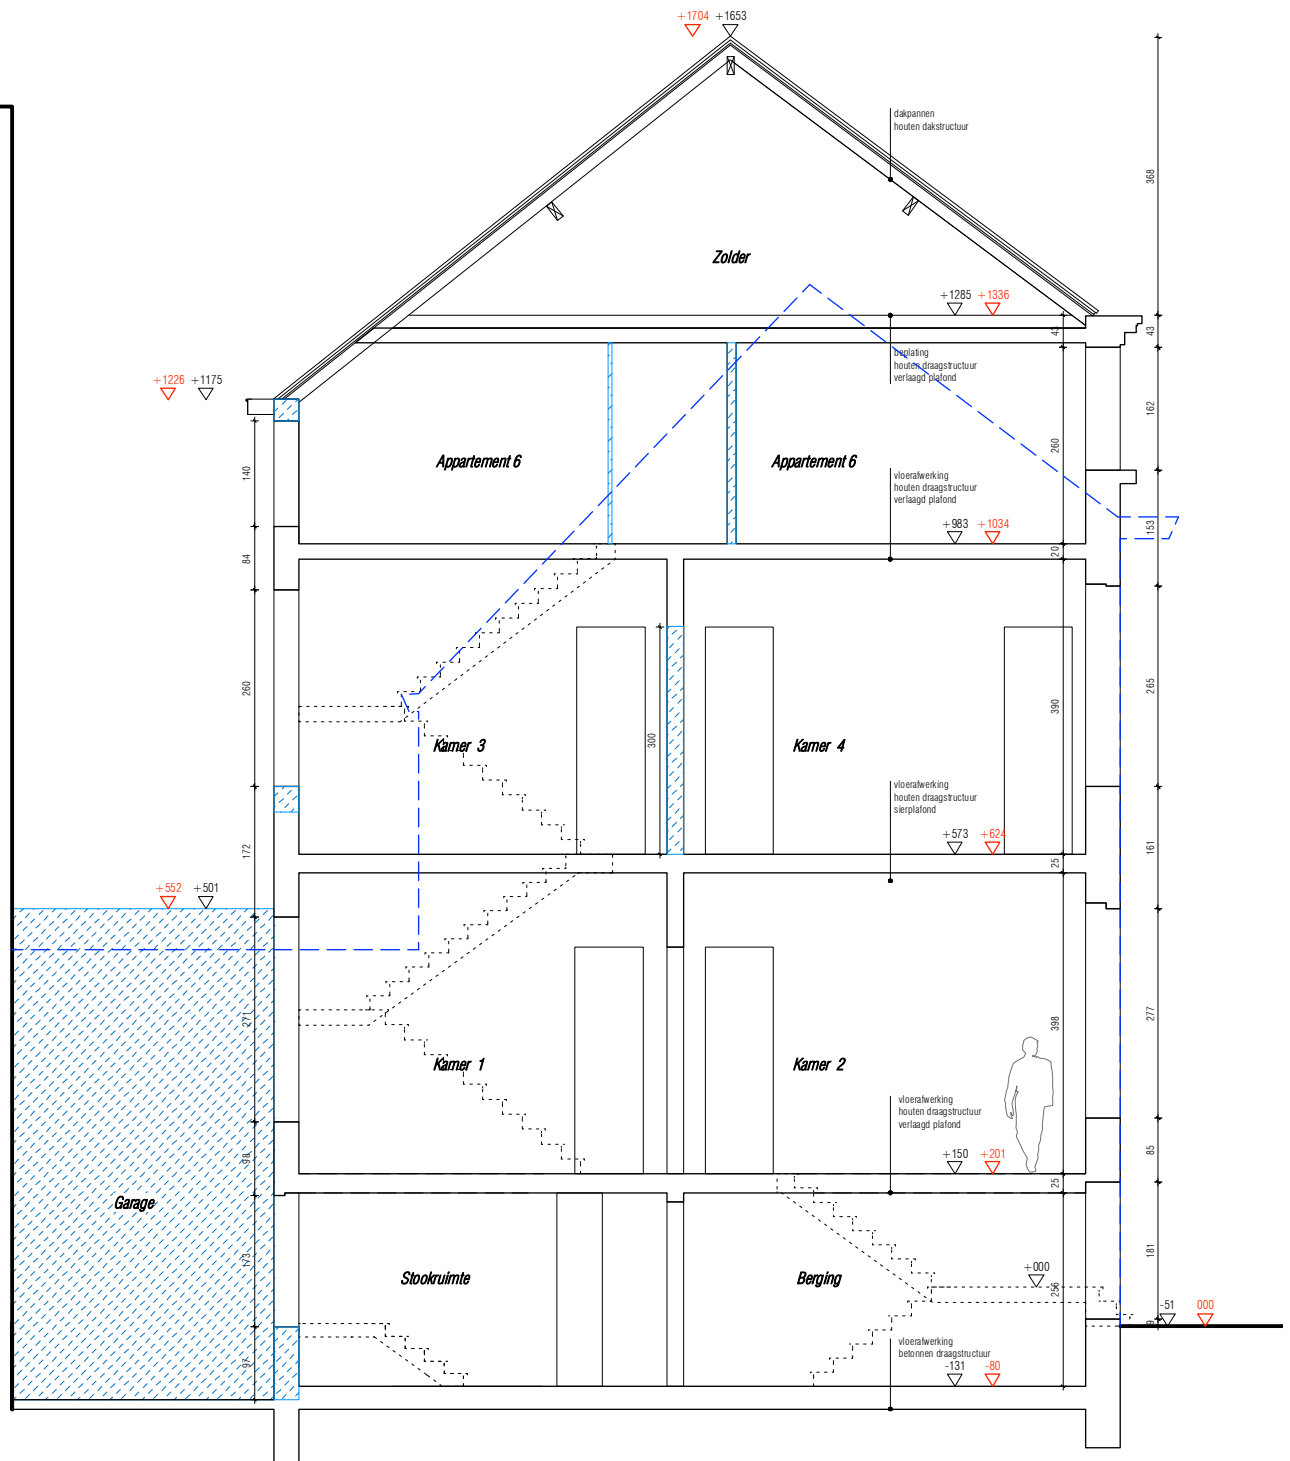 +1704 +1653
dakpannen
houten dakstructuur
368
Zolder
+1285 +1336
43
43
beplating
houten draagstructuur
verlaagd plafond
+1226 +1175
162
140
260
Appartement 6
Appartement 6
vloerafwerking
houten draagstructuur
verlaagd plafond
+983 +1034
153
84
20
260
265
390
300
Kamer 3
Kamer 4
vloerafwerking
houten draagstructuur
sierplafond
+573 +624
172
161
25
+552 +501
271
277
398
Kamer 1
Kamer 2
vloerafwerking
houten draagstructuur
verlaagd plafond
+150 +201
98
85
25
Garage
173
181
Stookruimte
Berging
+000
256
-51 000
9
vloerafwerking
betonnen draagstructuur
-131 -80
97